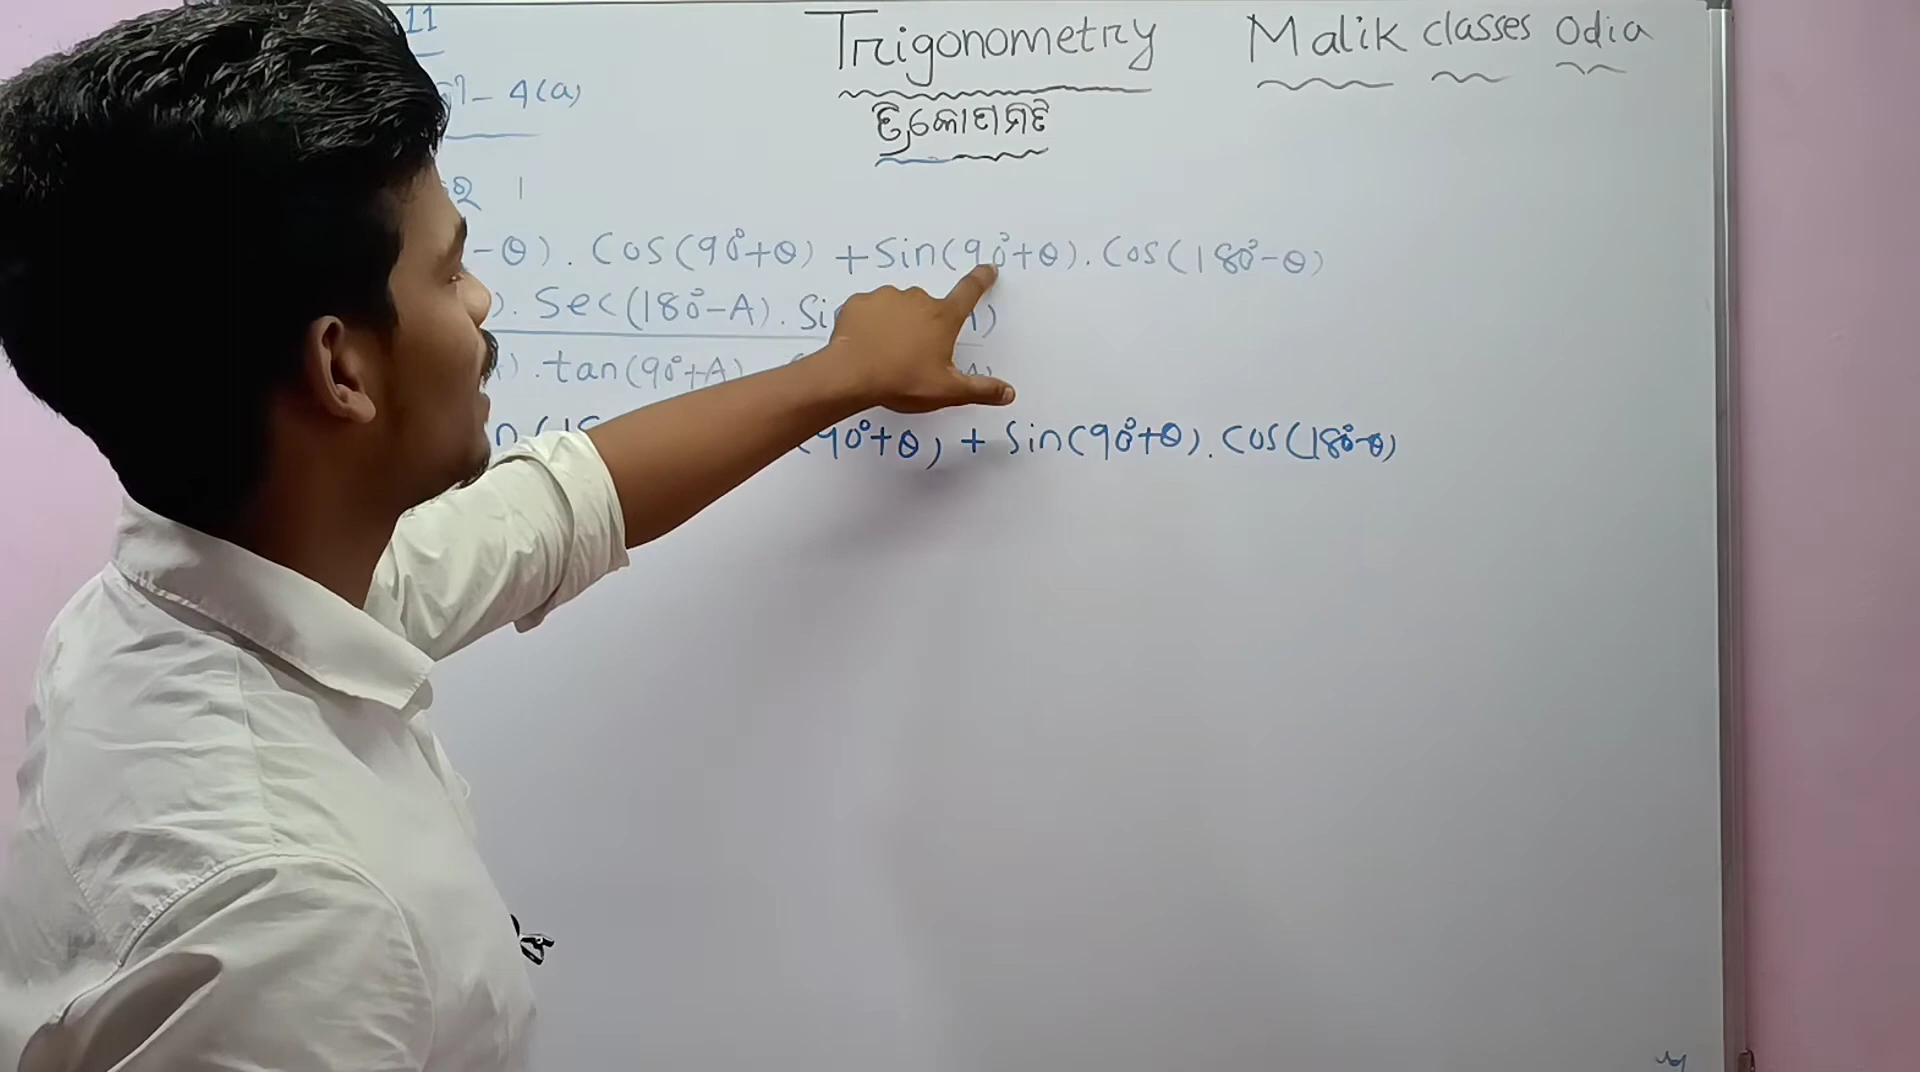 11
Trigonometry Malik classes Odia
ତ୍ରିକୋଣମିତି
- 4(a)
ର ।
-θ). Cos(90°+θ) + Sin(90°+θ). Cos(180°-θ)
). Sec(180°-A). Si A)
). tan(90°+A) A)
n(18 90°+θ) + Sin(90°+θ). Cos(180°-θ)